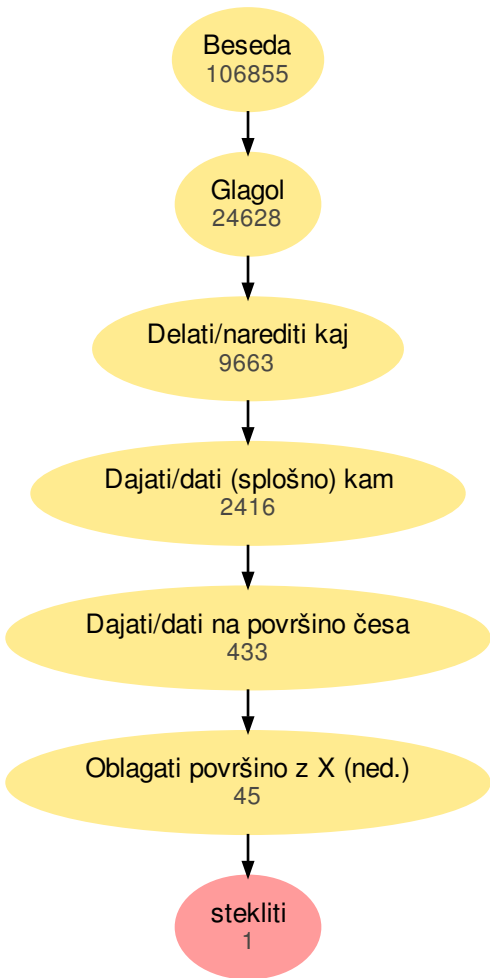 Beseda
106855
Glagol
24628
Delati/narediti kaj
9663
Dajati/dati (splošno) kam
2416
Dajati/dati na površino česa
433
Oblagati površino z X (ned.)
45
stekliti
1